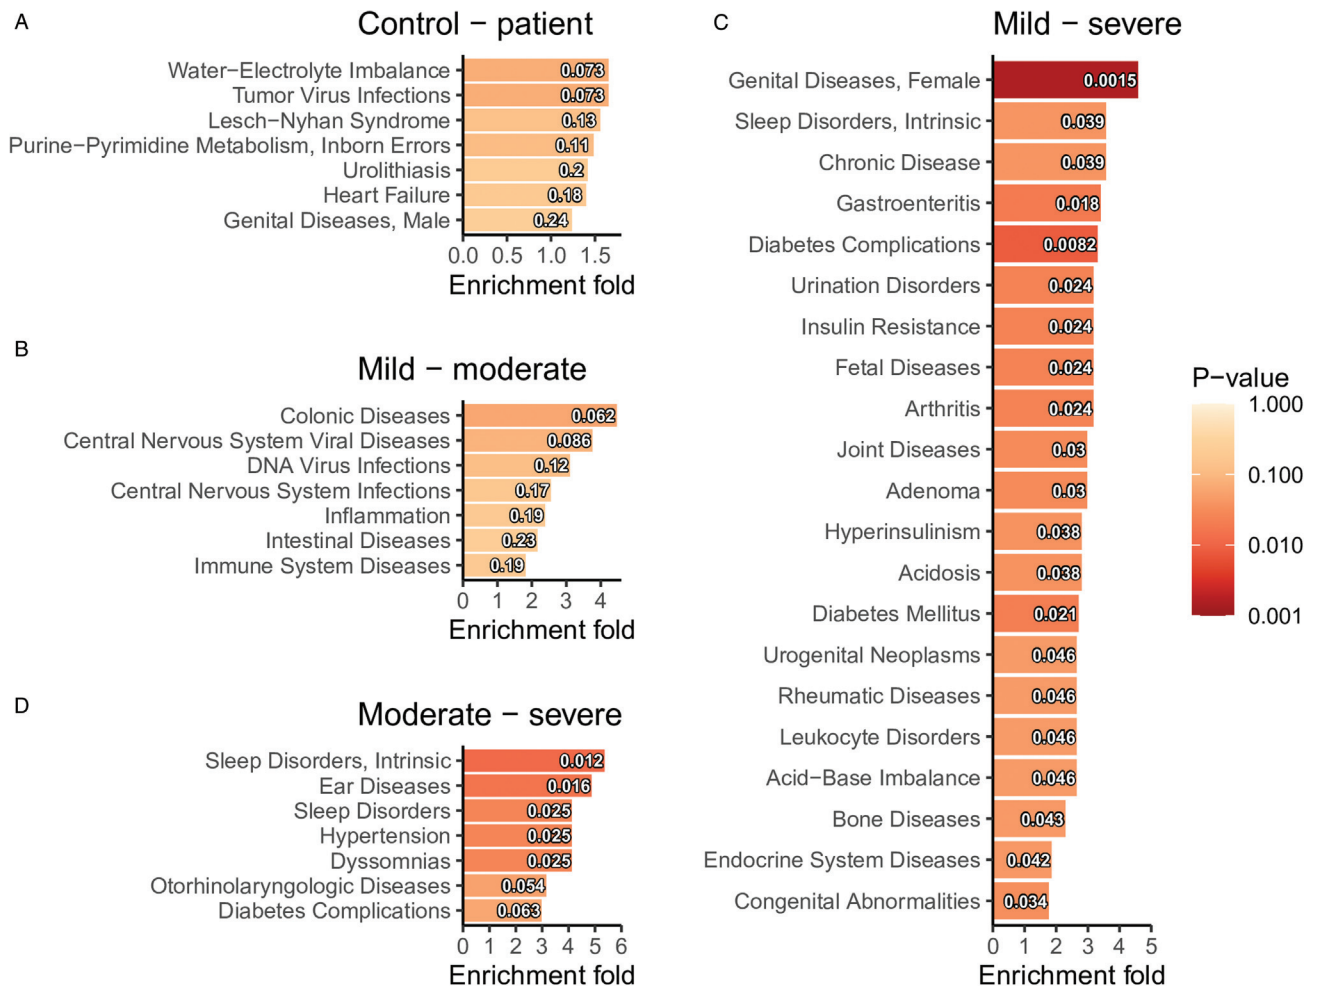 A
Control − patient
Water−Electrolyte Imbalance 0.073
Tumor Virus Infections 0.073
Lesch−Nyhan Syndrome 0.13
Purine−Pyrimidine Metabolism, Inborn Errors 0.11
Urolithiasis 0.2
Heart Failure 0.18
Genital Diseases, Male 0.24
0.0 0.5 1.0 1.5
Enrichment fold
B
Mild − moderate
Colonic Diseases 0.062
Central Nervous System Viral Diseases 0.086
DNA Virus Infections 0.12
Central Nervous System Infections 0.17
Inflammation 0.19
Intestinal Diseases 0.23
Immune System Diseases 0.19
0 1 2 3 4
Enrichment fold
D
Moderate − severe
Sleep Disorders, Intrinsic 0.012
Ear Diseases 0.016
Sleep Disorders 0.025
Hypertension 0.025
Dyssomnias 0.025
Otorhinolaryngologic Diseases 0.054
Diabetes Complications 0.063
0 1 2 3 4 5 6
Enrichment fold
C
Mild − severe
Genital Diseases, Female 0.0015
Sleep Disorders, Intrinsic 0.039
Chronic Disease 0.039
Gastroenteritis 0.018
Diabetes Complications 0.0082
Urination Disorders 0.024
Insulin Resistance 0.024
Fetal Diseases 0.024
Arthritis 0.024
Joint Diseases 0.03
Adenoma 0.03
Hyperinsulinism 0.038
Acidosis 0.038
Diabetes Mellitus 0.021
Urogenital Neoplasms 0.046
Rheumatic Diseases 0.046
Leukocyte Disorders 0.046
Acid−Base Imbalance 0.046
Bone Diseases 0.043
Endocrine System Diseases 0.042
Congenital Abnormalities 0.034
0 1 2 3 4 5
Enrichment fold
P−value
1.000
0.100
0.010
0.001